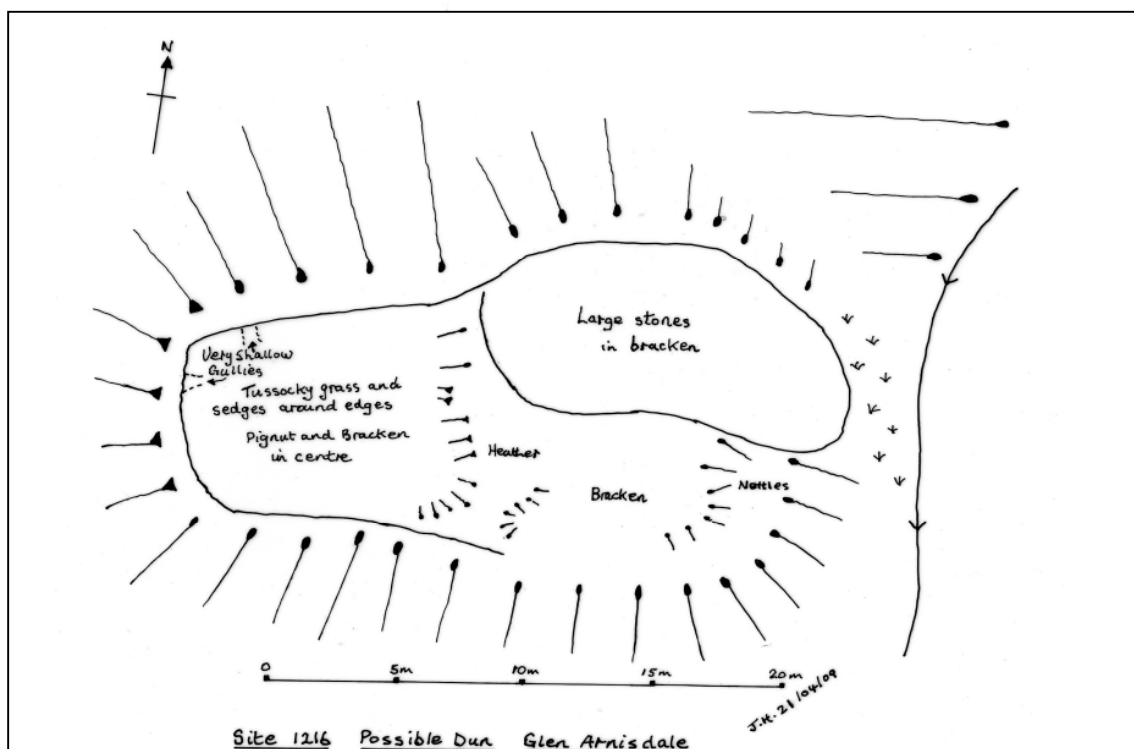 N
Large stones
in bracken
Very shallow
Gullies
Tussocky grass and
sedges around edges
Pignut and Bracken
in centre
Heather
Bracken
Nettles
0 5m 10m 15m 20m
J.H. 21/04/09
Site 1216 Possible Dun Glen Arnisdale